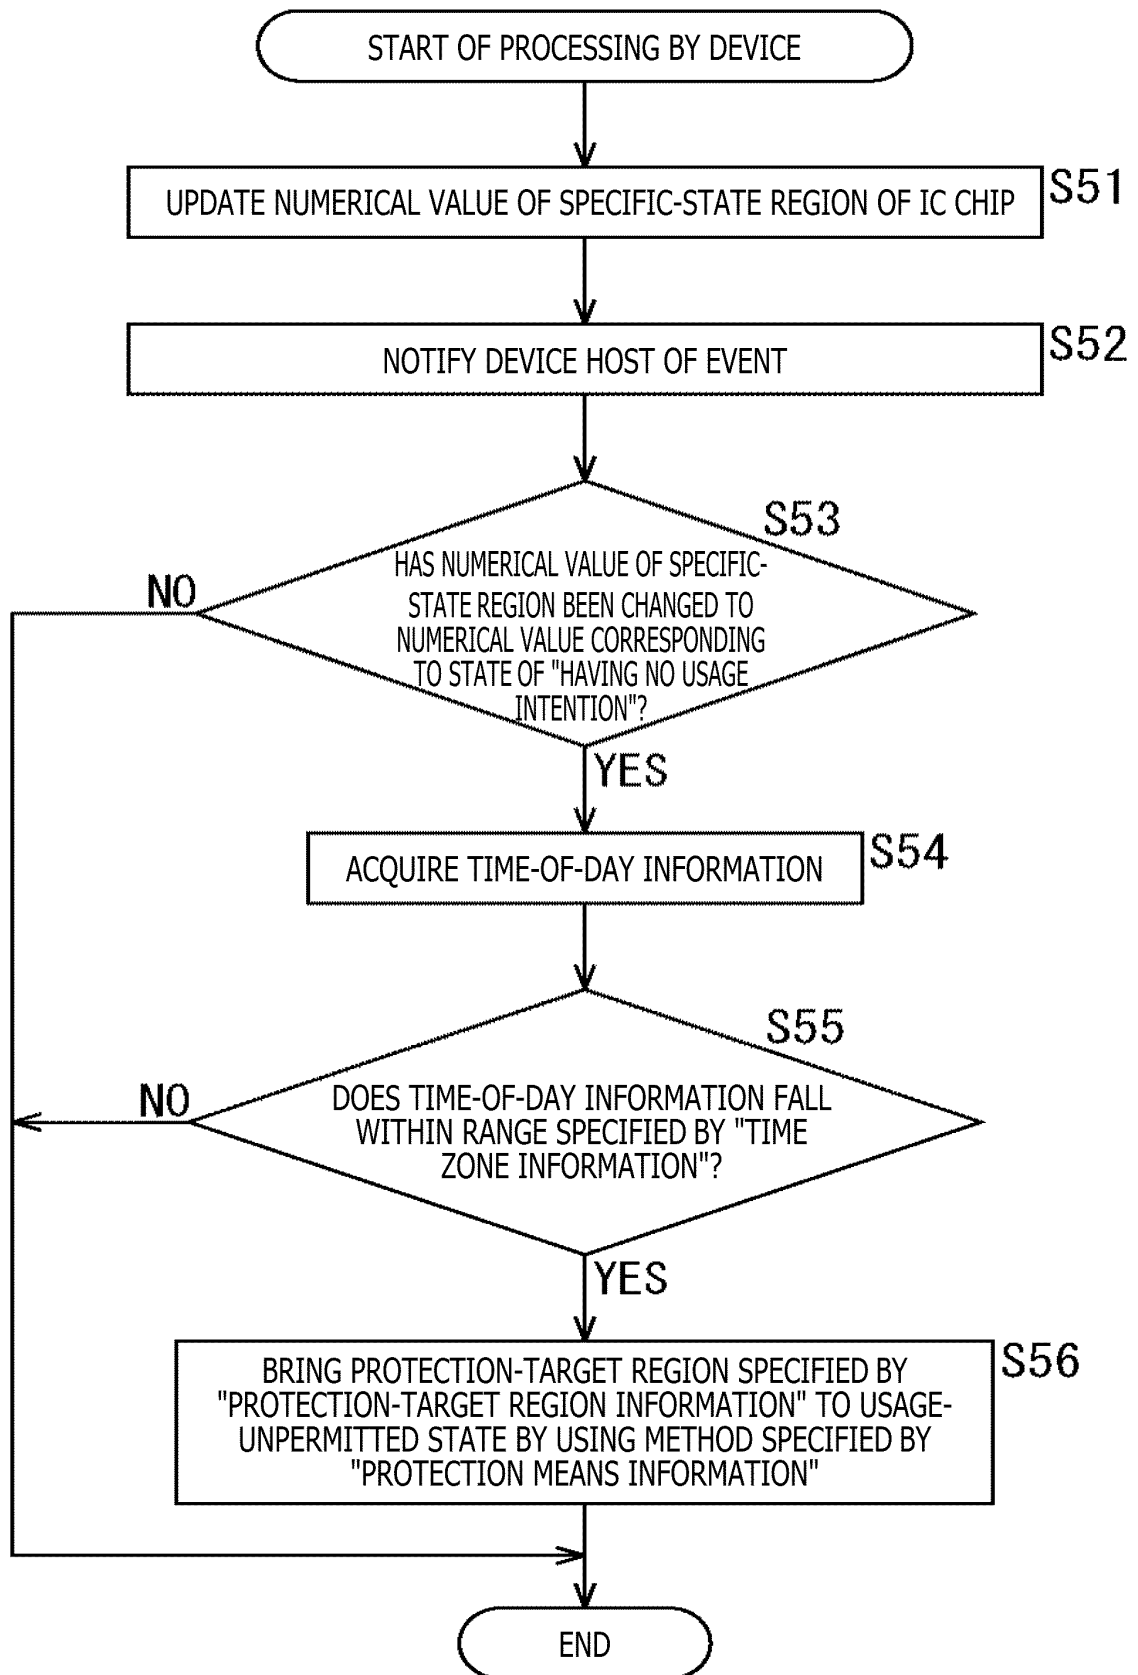 START OF PROCESSING BY DEVICE
UPDATE NUMERICAL VALUE OF SPECIFIC-STATE REGION OF IC CHIP
S51
NOTIFY DEVICE HOST OF EVENT
S52
S53
HAS NUMERICAL VALUE OF SPECIFIC-
STATE REGION BEEN CHANGED TO
NUMERICAL VALUE CORRESPONDING
TO STATE OF "HAVING NO USAGE
INTENTION"?
NO
YES
ACQUIRE TIME-OF-DAY INFORMATION
S54
S55
DOES TIME-OF-DAY INFORMATION FALL
WITHIN RANGE SPECIFIED BY "TIME
ZONE INFORMATION"?
NO
YES
BRING PROTECTION-TARGET REGION SPECIFIED BY
"PROTECTION-TARGET REGION INFORMATION" TO USAGE-
UNPERMITTED STATE BY USING METHOD SPECIFIED BY
"PROTECTION MEANS INFORMATION"
S56
END